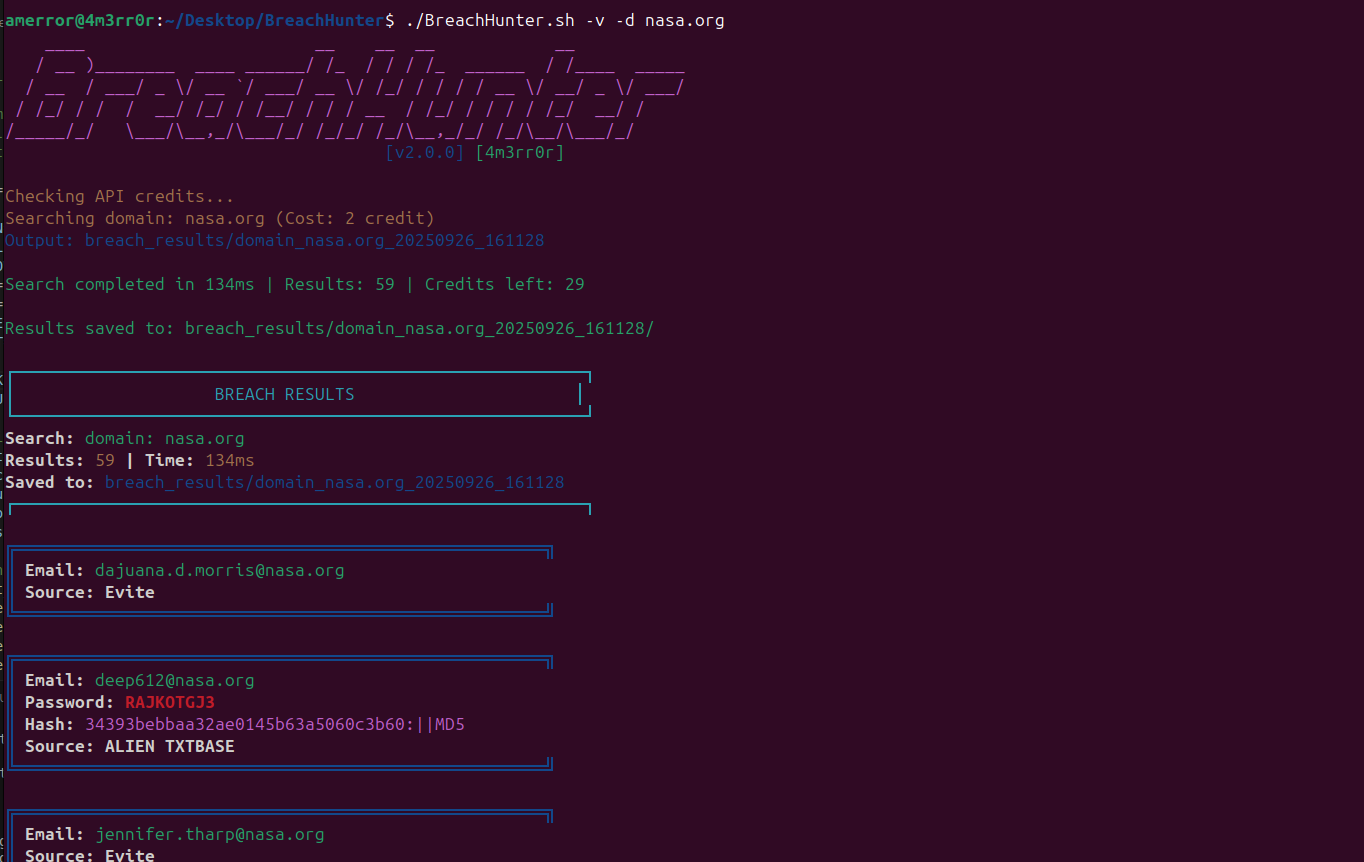 amerror@4m3rr0r:~/Desktop/BreachHunter$ ./BreachHunter.sh -v -d nasa.org
BreachHunter
[v2.0.0] [4m3rr0r]
Checking API credits...
Searching domain: nasa.org (Cost: 2 credit)
Output: breach_results/domain_nasa.org_20250926_161128
Search completed in 134ms | Results: 59 | Credits left: 29
Results saved to: breach_results/domain_nasa.org_20250926_161128/
BREACH RESULTS
Search: domain: nasa.org
Results: 59 | Time: 134ms
Saved to: breach_results/domain_nasa.org_20250926_161128
Email: dajuana.d.morris@nasa.org
Source: Evite
Email: deep612@nasa.org
Password: RAJKOTGJ3
Hash: 34393bebbaa32ae0145b63a5060c3b60:||MD5
Source: ALIEN TXTBASE
Email: jennifer.tharp@nasa.org
Source: Evite